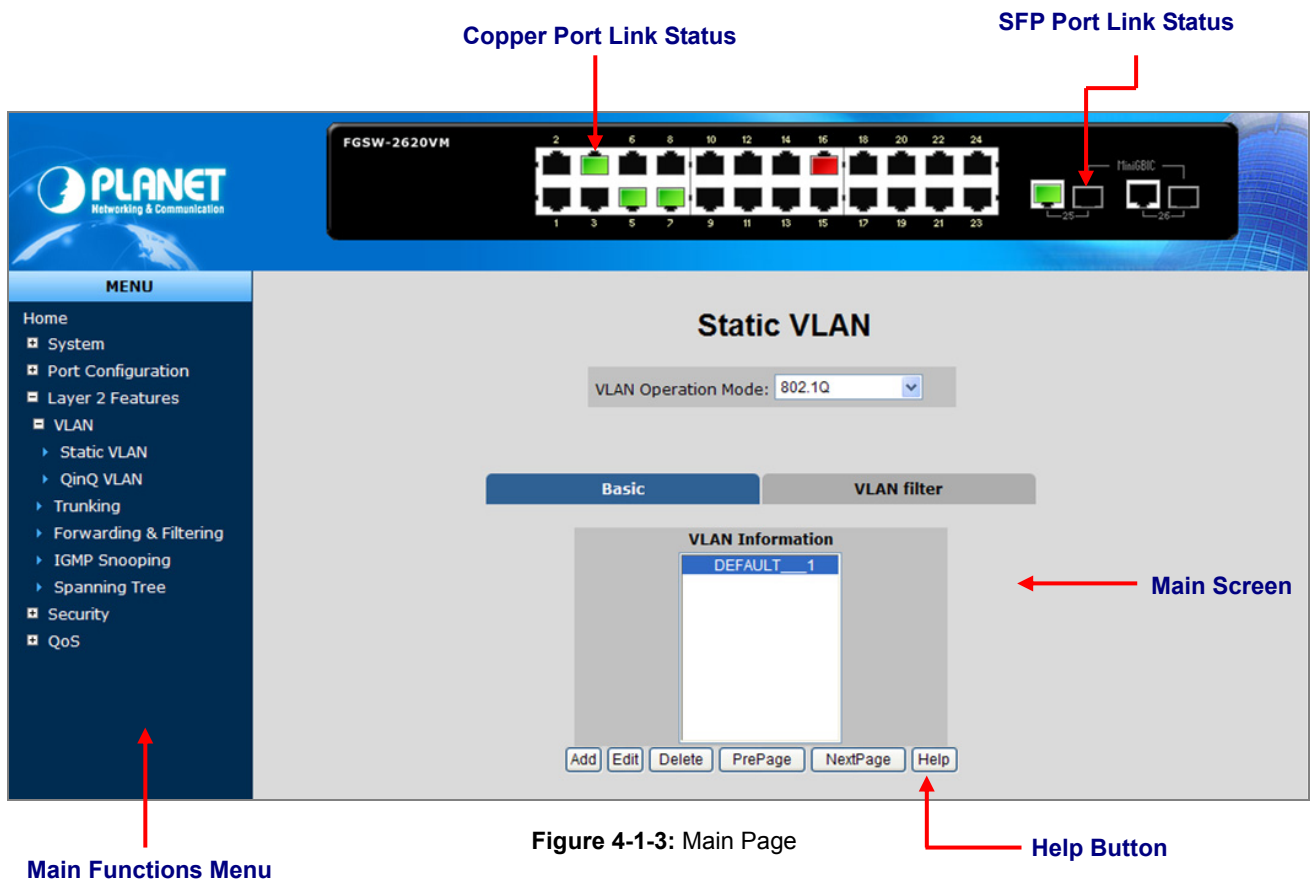 Copper Port Link Status
SFP Port Link Status
FGSW-2620VM
2 6 8 10 12 14 16 18 20 22 24
MiniGBIC
25 26
1 3 5 7 9 11 13 15 17 19 21 23
PLANET
Networking & Communication
MENU
Home
System
Port Configuration
Layer 2 Features
VLAN
Static VLAN
QinQ VLAN
Trunking
Forwarding & Filtering
IGMP Snooping
Spanning Tree
Security
QoS
Static VLAN
VLAN Operation Mode: 802.1Q
Basic VLAN filter
VLAN Information
DEFAULT___1
Main Screen
Add Edit Delete PrePage NextPage Help
Figure 4-1-3: Main Page
Help Button
Main Functions Menu